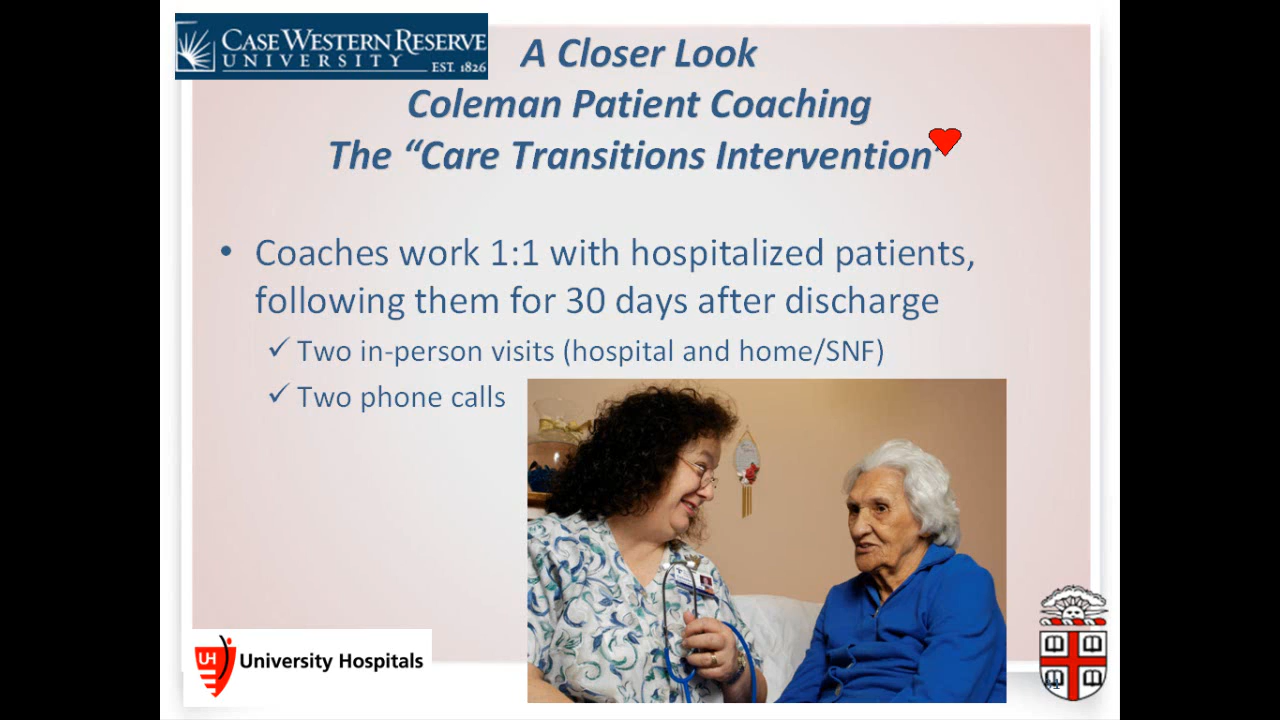 CASE WESTERN RESERVE
UNIVERSITY EST. 1826
A Closer Look
Coleman Patient Coaching
The “Care Transitions Intervention”
• Coaches work 1:1 with hospitalized patients,
following them for 30 days after discharge
✓ Two in-person visits (hospital and home/SNF)
✓ Two phone calls
UH
University Hospitals